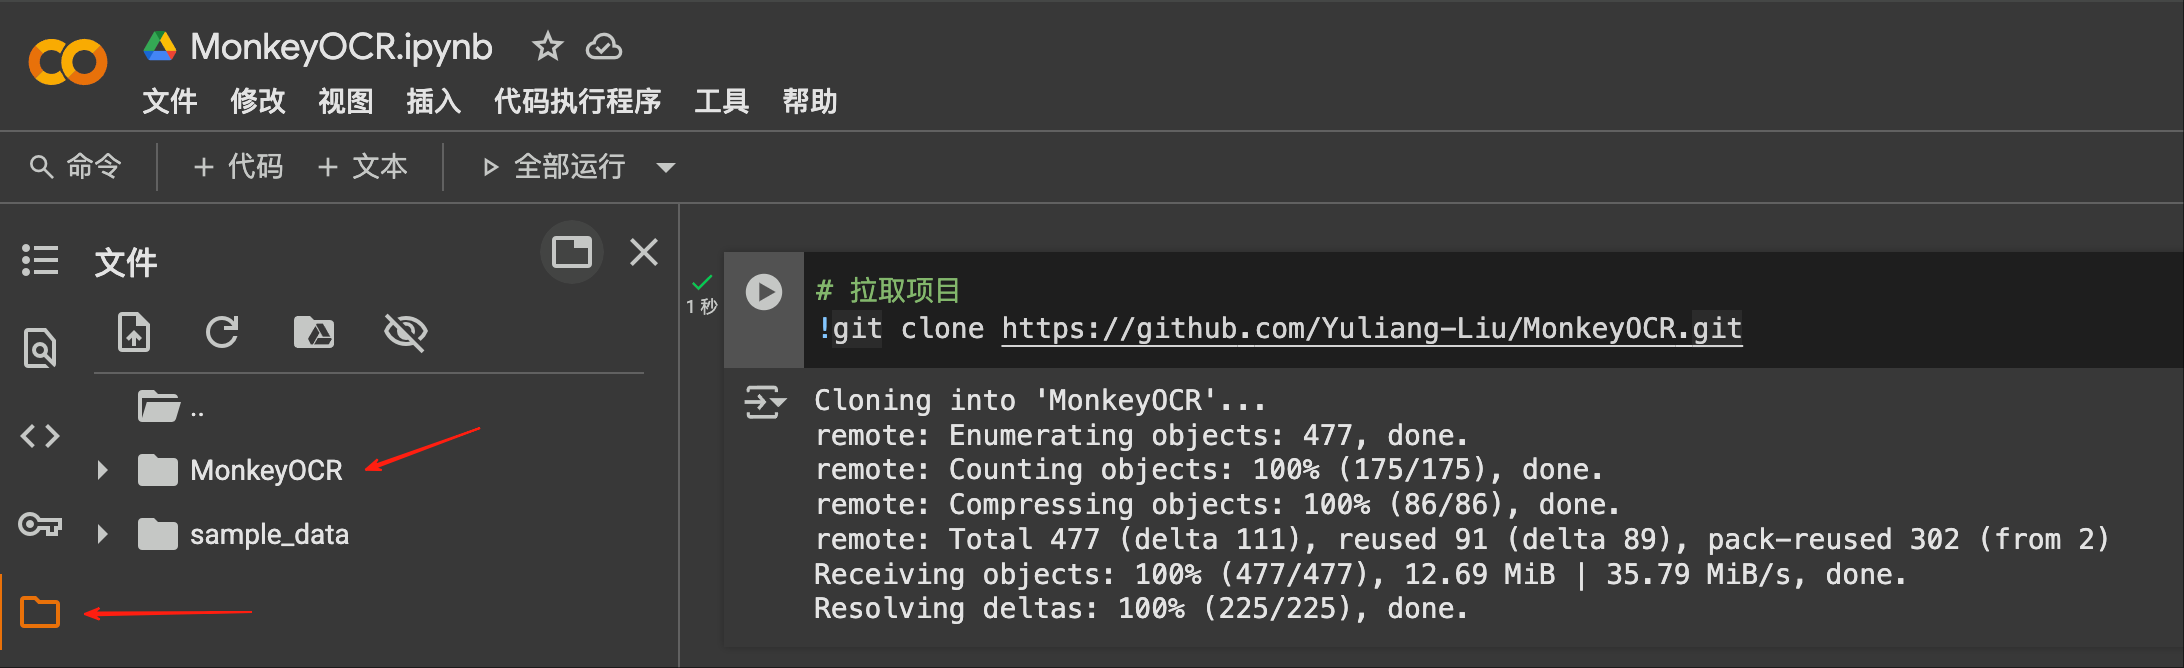 MonkeyOCR.ipynb
文件 修改 视图 插入 代码执行程序 工具 帮助
命令 + 代码 + 文本 全部运行
文件
..
MonkeyOCR
sample_data
1 秒
# 拉取项目
!git clone https://github.com/Yuliang-Liu/MonkeyOCR.git
Cloning into 'MonkeyOCR'...
remote: Enumerating objects: 477, done.
remote: Counting objects: 100% (175/175), done.
remote: Compressing objects: 100% (86/86), done.
remote: Total 477 (delta 111), reused 91 (delta 89), pack-reused 302 (from 2)
Receiving objects: 100% (477/477), 12.69 MiB | 35.79 MiB/s, done.
Resolving deltas: 100% (225/225), done.